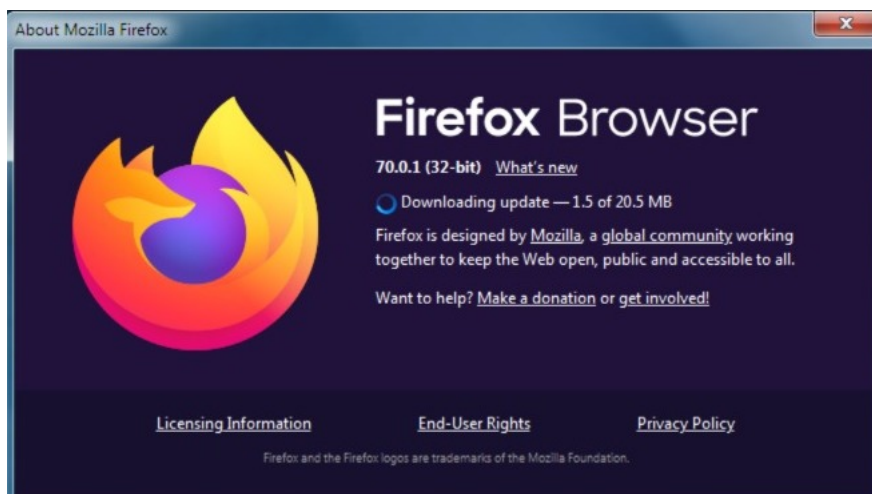 About Mozilla Firefox
Firefox Browser
70.0.1 (32-bit) What's new
Downloading update — 1.5 of 20.5 MB
Firefox is designed by Mozilla, a global community working
together to keep the Web open, public and accessible to all.
Want to help? Make a donation or get involved!
Licensing Information End-User Rights Privacy Policy
Firefox and the Firefox logos are trademarks of the Mozilla Foundation.